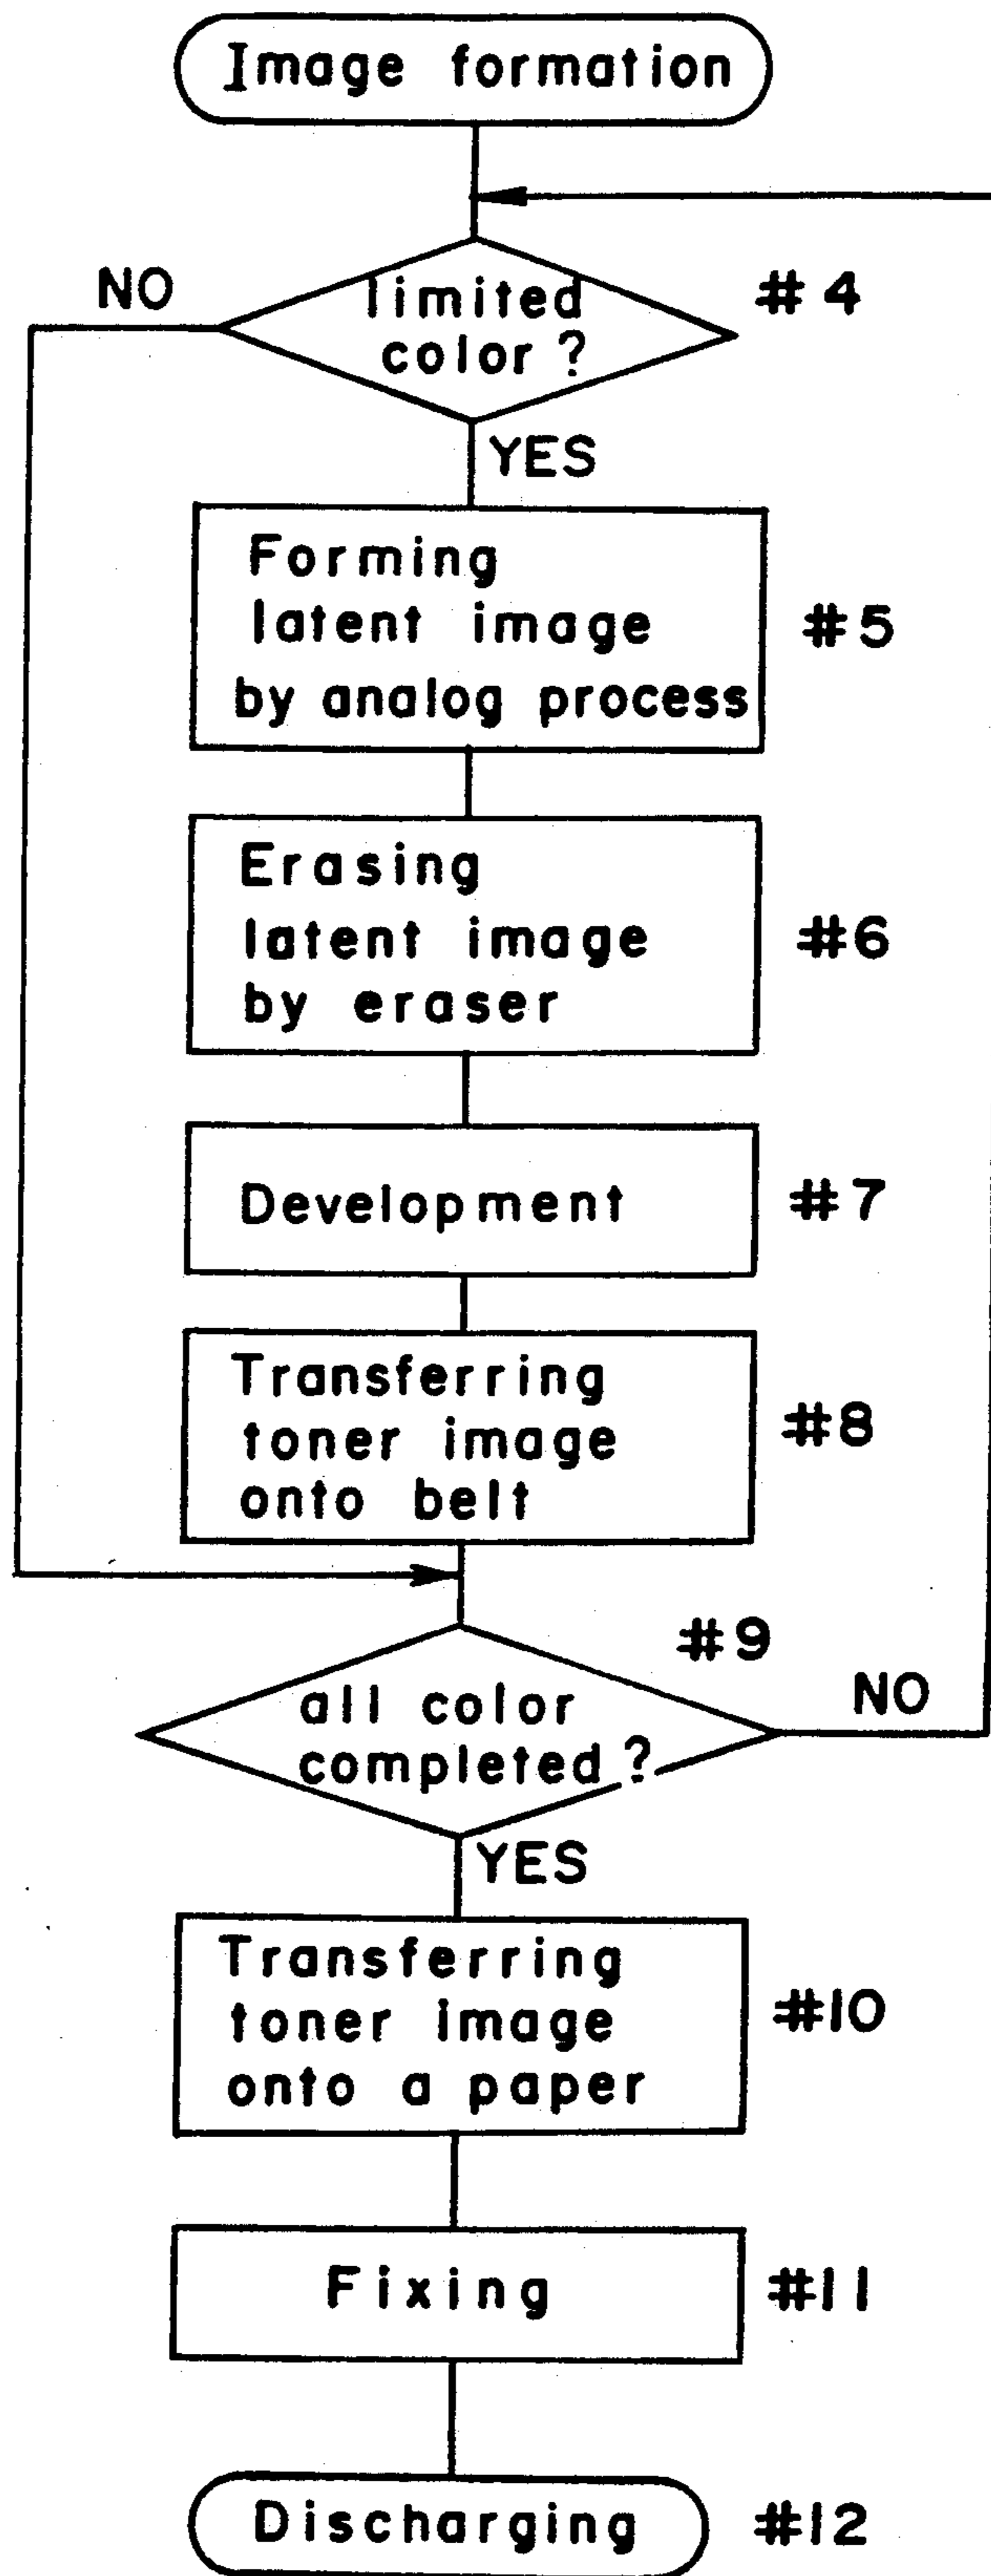 Image formation
limited
color ?
#4
NO
YES
Forming
latent image
by analog process
#5
Erasing
latent image
by eraser
#6
Development
#7
Transferring
toner image
onto belt
#8
#9
all color
completed ?
NO
YES
Transferring
toner image
onto a paper
#10
Fixing
#11
Discharging
#12